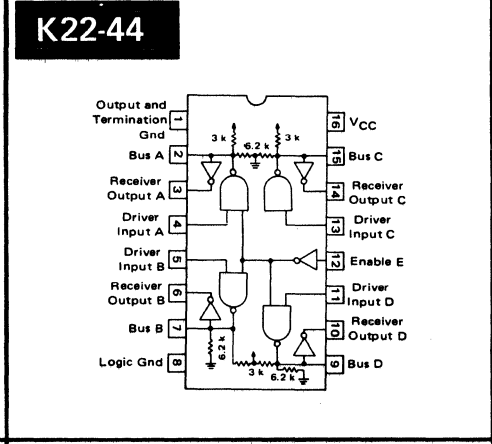 K22-44
Output and
Termination
Gnd
1
Bus A
2
Receiver
Output A
3
Driver
Input A
4
Driver
Input B
5
Receiver
Output B
6
Bus B
7
Logic Gnd
8
3 k
6.2 k
3 k
16
VCC
15
Bus C
14
Receiver
Output C
13
Driver
Input C
12
Enable E
11
Driver
Input D
10
Receiver
Output D
9
Bus D
6.2 k
3 k
6.2 k